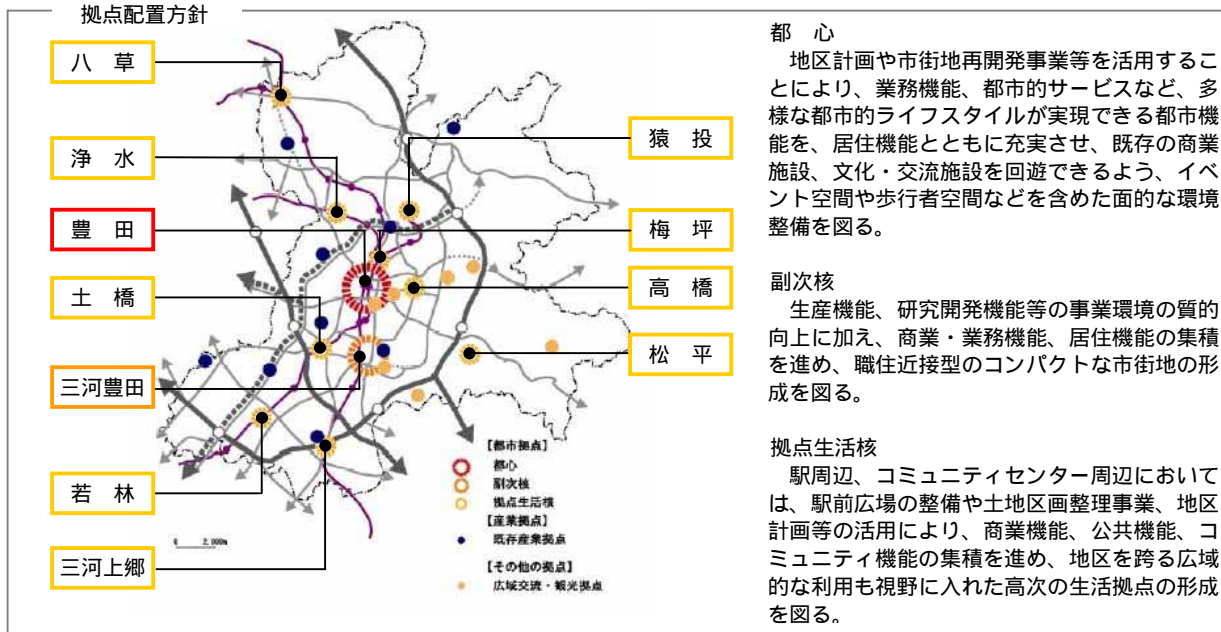 拠点配置方針
八 草
浄 水
豊 田
土 橋
三河豊田
若 林
三河上郷
猿 投
梅 坪
高 橋
松 平
【都市拠点】
都心
副次核
拠点生活核
【産業拠点】
既存産業拠点
【その他の拠点】
広域交流・観光拠点
0 2,000m
都 心
地区計画や市街地再開発事業等を活用するこ
とにより、業務機能、都市的サービスなど、多
様な都市的ライフスタイルが実現できる都市機
能を、居住機能とともに充実させ、既存の商業
施設、文化・交流施設を回遊できるよう、イベ
ント空間や歩行者空間などを含めた面的な環境
整備を図る。
副次核
生産機能、研究開発機能等の事業環境の質的
向上に加え、商業・業務機能、居住機能の集積
を進め、職住近接型のコンパクトな市街地の形
成を図る。
拠点生活核
駅周辺、コミュニティセンター周辺において
は、駅前広場の整備や土地区画整理事業、地区
計画等の活用により、商業機能、公共機能、コ
ミュニティ機能の集積を進め、地区を跨る広域
的な利用も視野に入れた高次の生活拠点の形成
を図る。